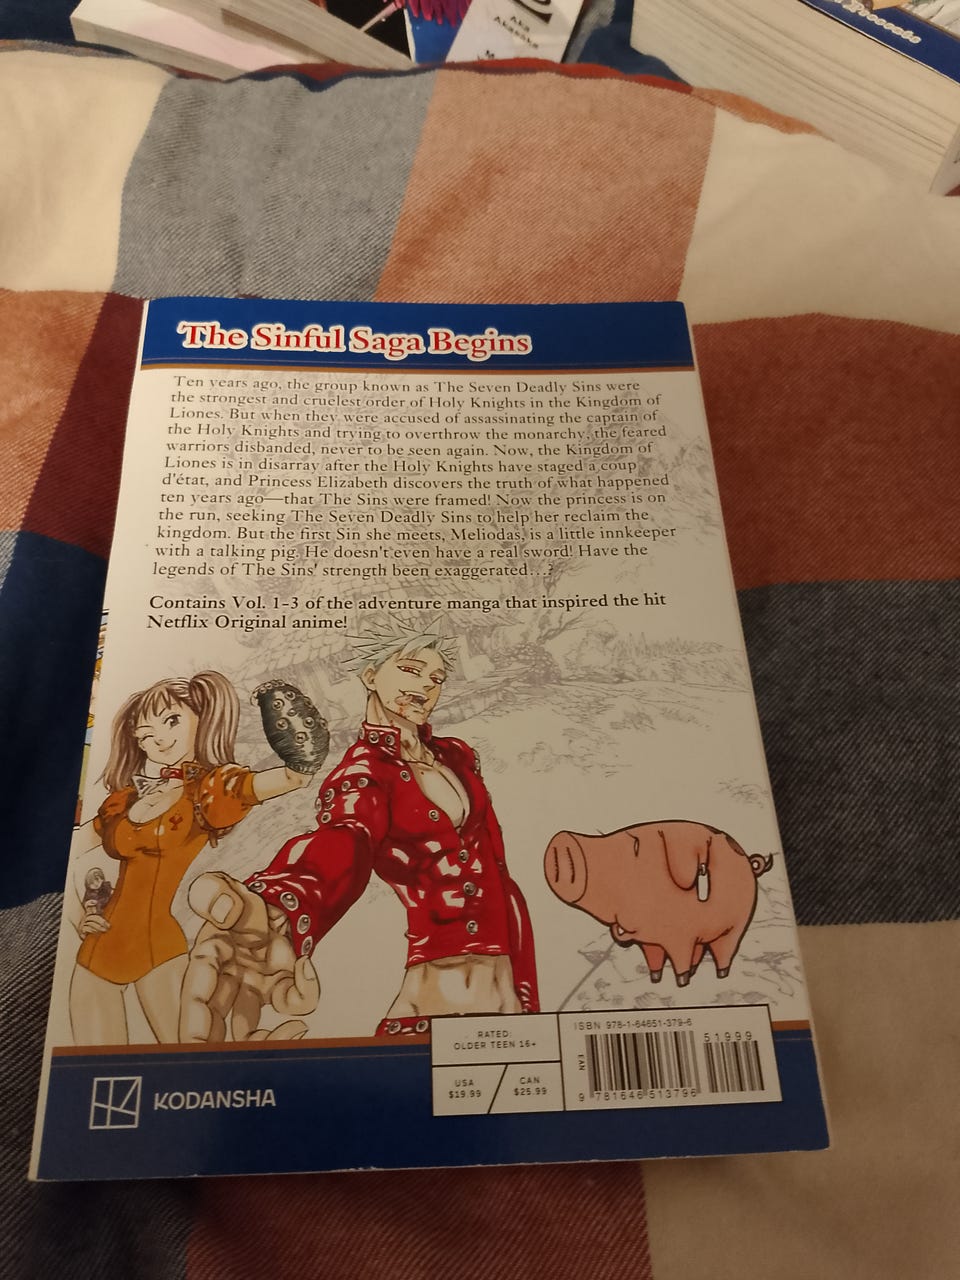 Aka
Akasaka
The Sinful Saga Begins
Ten years ago, the group known as The Seven Deadly Sins were
the strongest and cruelest order of Holy Knights in the Kingdom of
Liones. But when they were accused of assassinating the captain of
the Holy Knights and trying to overthrow the monarchy, the feared
warriors disbanded, never to be seen again. Now, the Kingdom of
Liones is in disarray after the Holy Knights have staged a coup
d'état, and Princess Elizabeth discovers the truth of what happened
ten years ago—that The Sins were framed! Now the princess is on
the run, seeking The Seven Deadly Sins to help her reclaim the
kingdom. But the first Sin she meets, Meliodas, is a little innkeeper
with a talking pig. He doesn't even have a real sword! Have the
legends of The Sins' strength been exaggerated...?
Contains Vol. 1-3 of the adventure manga that inspired the hit
Netflix Original anime!
RATED:
OLDER TEEN 16+
USA
$19.99
CAN
$25.99
ISBN 978-1-64651-379-6
51999
EAN
9 781646 513796
KODANSHA